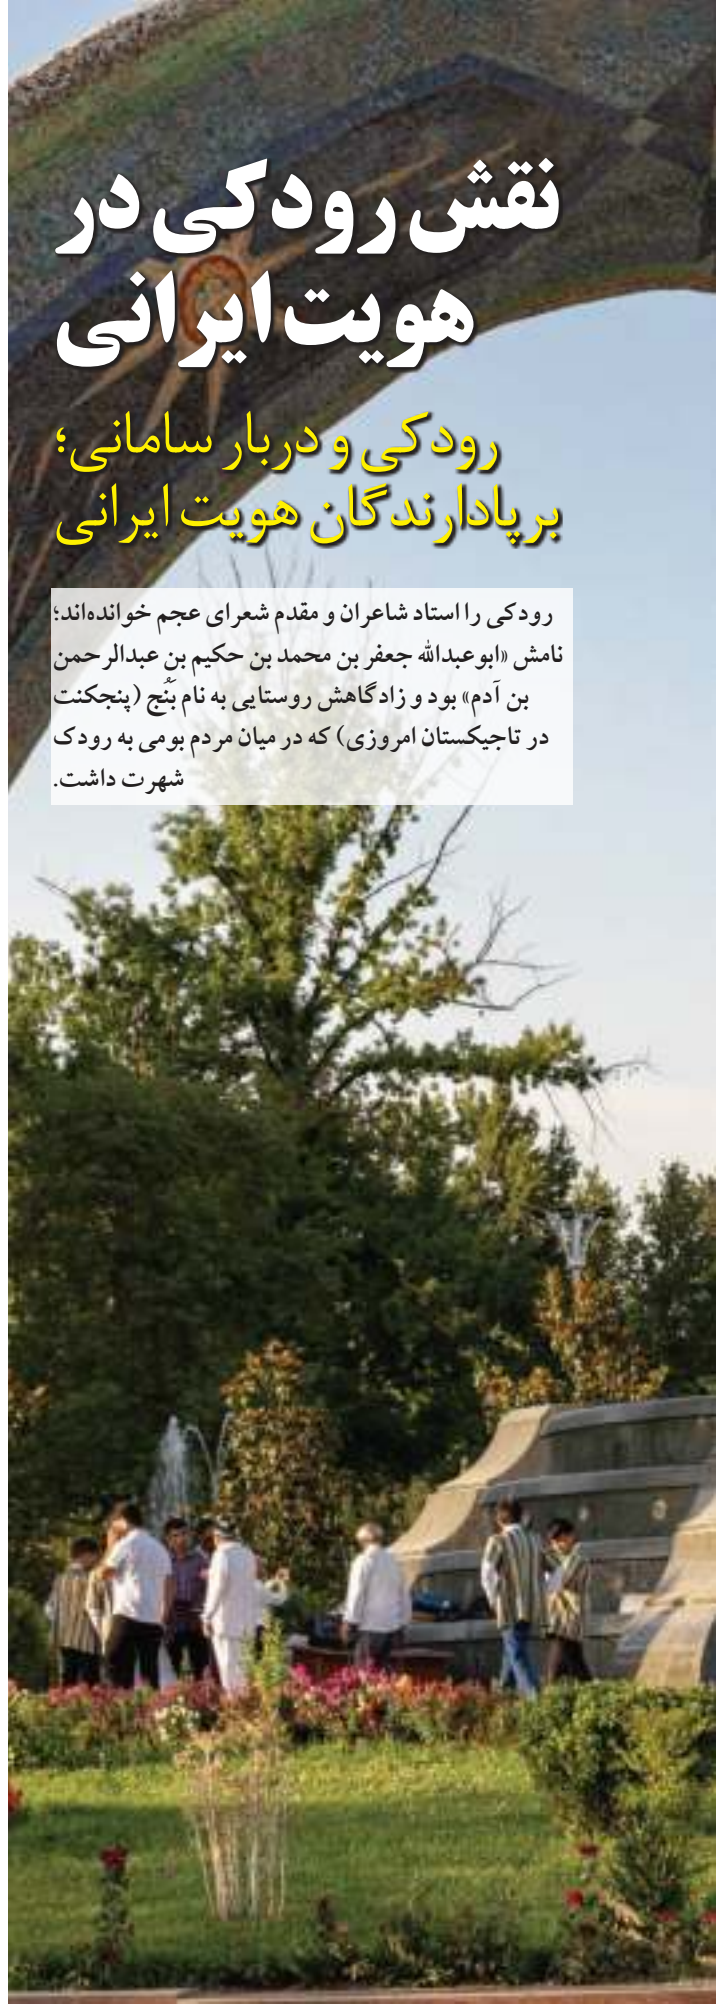 نقش رودکی در
هویت ایرانی
رودکی و دربار سامانی؛
برپادارندگان هویت ایرانی
رودکی را استاد شاعران و مقدم شعرای عجم خوانده‌اند؛
نامش «ابوعبدالله جعفر بن محمد بن حکیم بن عبدالرحمن
بن آدم» بود و زادگاهش روستایی به نام بَنُج (پنجکنت
در تاجیکستان امروزی) که در میان مردم بومی به رودک
شهرت داشت.